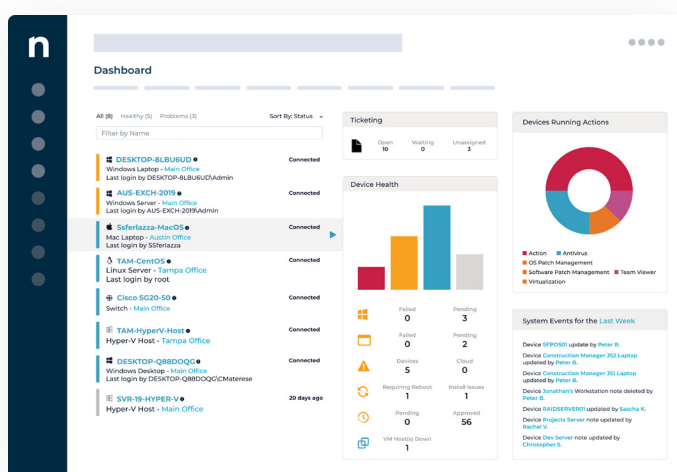 n
Dashboard
All (8) Healthy (5) Problems (3) Sort By: Status
Filter by Name
DESKTOP-8LBU6UD Connected
Windows Laptop - Main Office
Last login by DESKTOP-8LBU6UD\Admin
AUS-EXCH-2019 Connected
Windows Server - Main Office
Last login by AUS-EXCH-2019\Admin
Ssferlazza-MacOS Connected
Mac Laptop - Austin Office
Last login by SSferlazza
TAM-CentOS Connected
Linux Server - Tampa Office
Last login by root
Cisco SG20-50 Connected
Switch - Main Office
TAM-HyperV-Host Connected
Hyper-V Host - Tampa Office
DESKTOP-Q88DOQG Connected
Windows Desktop - Main Office
Last login by DESKTOP-Q88DOQG\CMaterese
SVR-19-HYPER-V 20 days ago
Hyper-V Host - Main Office
Ticketing
Open Waiting Unassigned
10 0 3
Device Health
Failed Pending
0 3
Failed Pending
0 2
Devices Cloud
5 0
Requiring Reboot Install Issues
1 1
Pending Approved
0 56
VM Host(s) Down
1
Devices Running Actions
Action Antivirus
OS Patch Management
Software Patch Management Team Viewer
Virtualization
System Events for the Last Week
Device SFPOS01 update by Peter B.
Device Construction Manager JS2 Laptop
updated by Peter B.
Device Construction Manager JS1 Laptop
updated by Peter B.
Device Jonathan's Workstation note deleted by
Peter B.
Device RAIDSERVER01 updated by Sascha K.
Device Projects Server note updated by
Rachel V.
Device Dev Server note updated by
Christopher S.